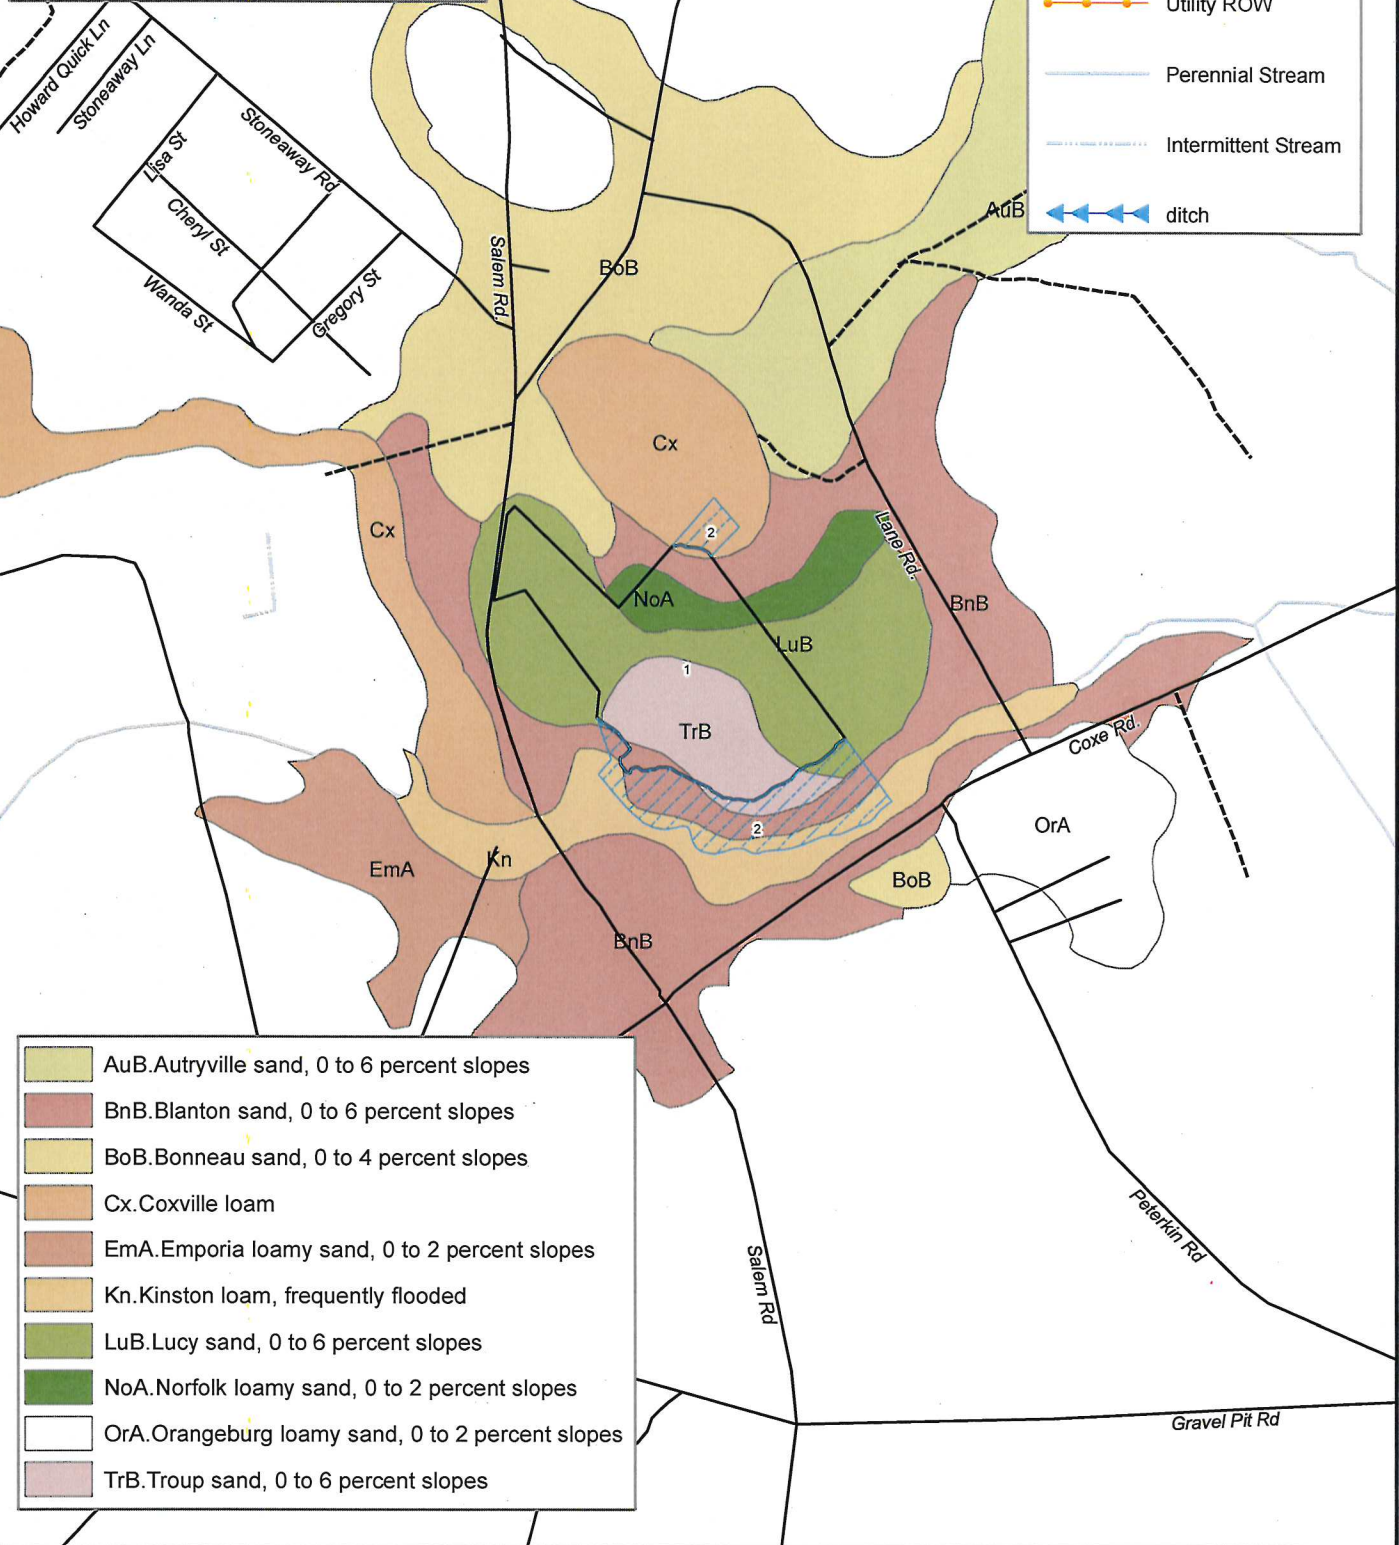 Utility ROW
Perennial Stream
Intermittent Stream
ditch
Howard Quick Ln
Stoneaway Ln
Stoneaway Rd
Lisa St
Cheryl St
Wanda St
Gregory St
Salem Rd.
BoB
AuB
Cx
Cx
2
Lane Rd.
NoA
BnB
LuB
1
TrB
Coxe Rd.
2
OrA
Kn
EmA
BoB
BnB
AuB.Autryville sand, 0 to 6 percent slopes
BnB.Blanton sand, 0 to 6 percent slopes
BoB.Bonneau sand, 0 to 4 percent slopes
Cx.Coxville loam
EmA.Emporia loamy sand, 0 to 2 percent slopes
Kn.Kinston loam, frequently flooded
LuB.Lucy sand, 0 to 6 percent slopes
NoA.Norfolk loamy sand, 0 to 2 percent slopes
OrA.Orangeburg loamy sand, 0 to 2 percent slopes
TrB.Troup sand, 0 to 6 percent slopes
Peterkin Rd
Salem Rd
Gravel Pit Rd